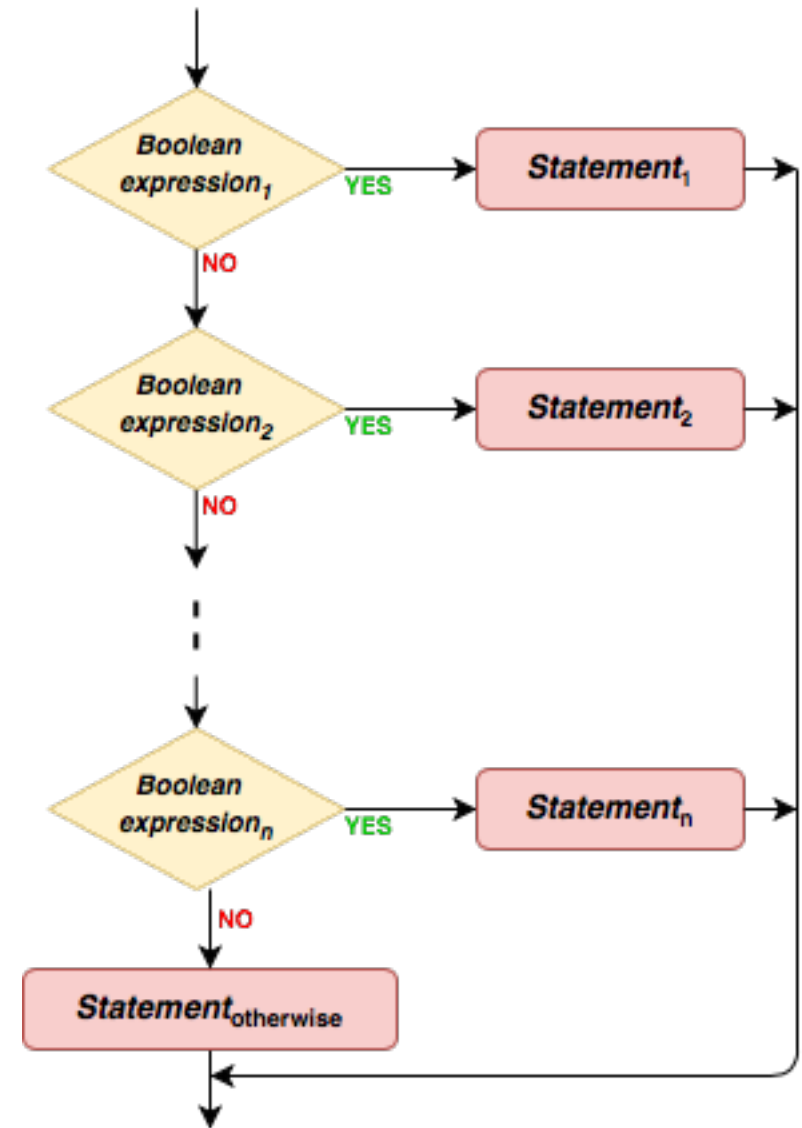 Boolean
expression1
YES
Statement1
NO
Boolean
expression2
YES
Statement2
NO
Boolean
expressionn
YES
Statementn
NO
Statementotherwise